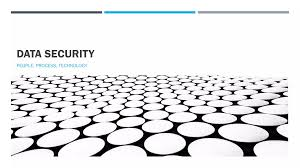 DATA SECURITY
PEOPLE, PROCESS, TECHNOLOGY